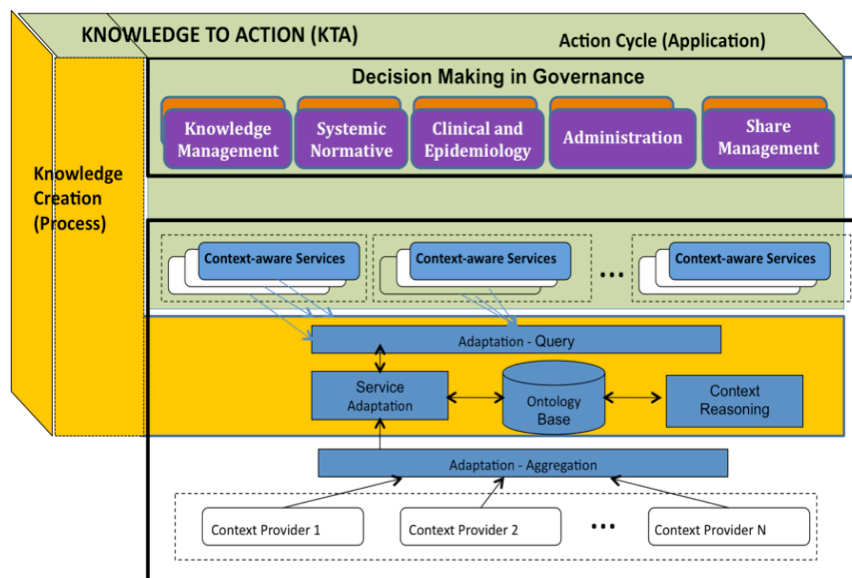 KNOWLEDGE TO ACTION (KTA)
Action Cycle (Application)
Decision Making in Governance
Knowledge
Management
Systemic
Normative
Clinical and
Epidemiology
Administration
Share
Management
Knowledge
Creation
(Process)
Context-aware Services
Context-aware Services
...
Context-aware Services
Adaptation - Query
Service
Adaptation
Ontology
Base
Context
Reasoning
Adaptation - Aggregation
Context Provider 1
Context Provider 2
...
Context Provider N